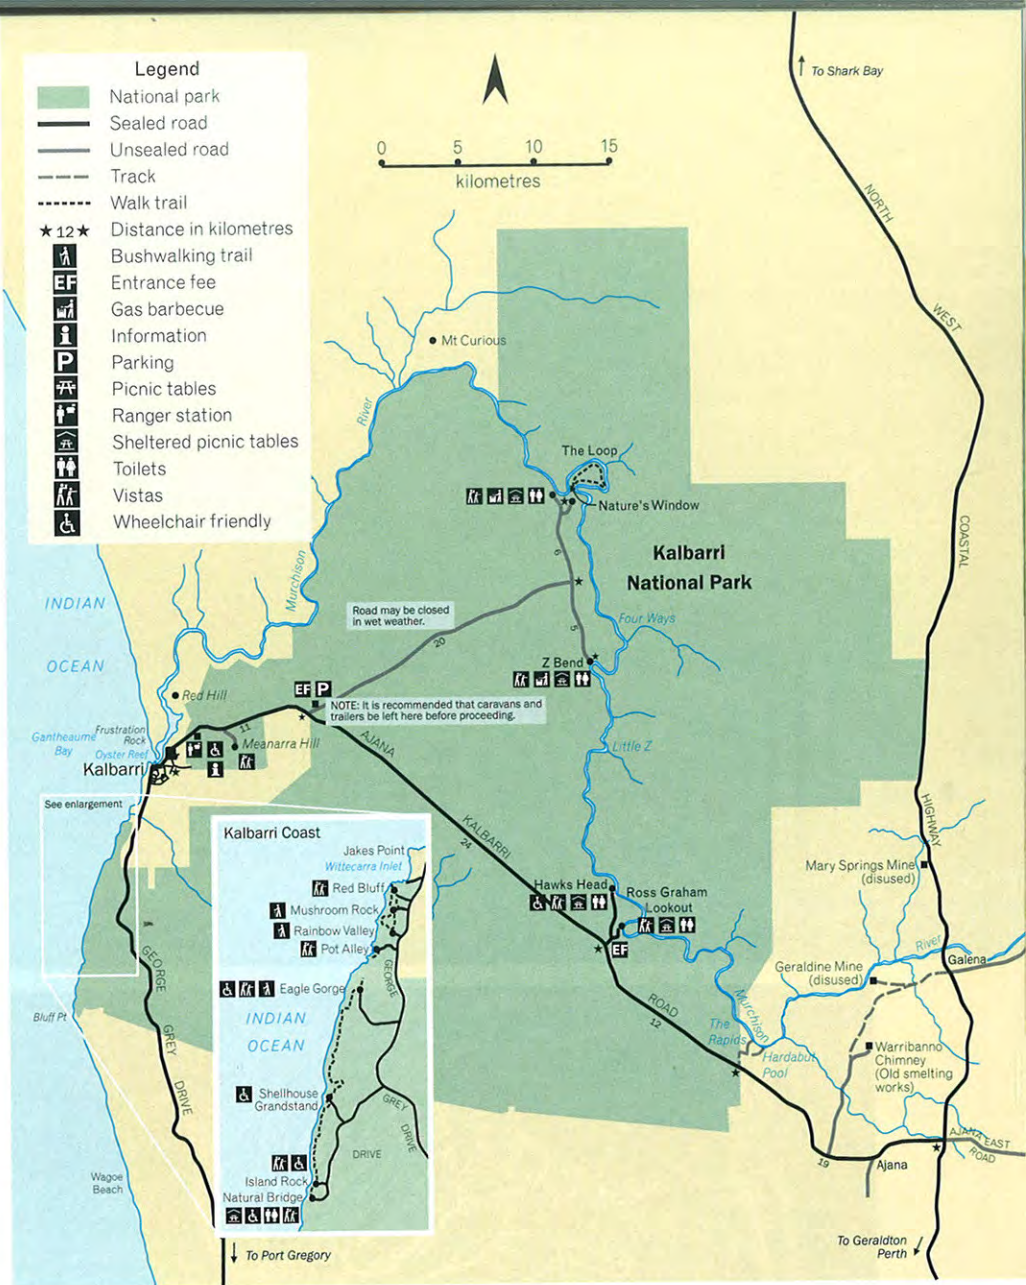 Legend
National park
Sealed road
Unsealed road
Track
Walk trail
★ 12 ★ Distance in kilometres
Bushwalking trail
EF Entrance fee
Gas barbecue
i Information
P Parking
Picnic tables
Ranger station
Sheltered picnic tables
Toilets
Vistas
Wheelchair friendly
0 5 10 15
kilometres
To Shark Bay
NORTH
WEST
COASTAL
HIGHWAY
Mt Curious
River
Murchison
The Loop
Nature's Window
6
Kalbarri
National Park
INDIAN
OCEAN
Road may be closed
in wet weather.
20
5
Four Ways
Z Bend
Red Hill
EF P
NOTE: It is recommended that caravans and
trailers be left here before proceeding.
Gantheaume
Bay
Frustration
Rock
Oyster Reef
Kalbarri
11
Meanarra Hill
i
AJANA
Little Z
KALBARRI
24
See enlargement
Kalbarri Coast
Jakes Point
Wittecarra Inlet
Red Bluff
Mushroom Rock
Rainbow Valley
Pot Alley
GEORGE
Eagle Gorge
INDIAN
OCEAN
Shellhouse
Grandstand
GREY
DRIVE
DRIVE
Island Rock
Natural Bridge
Hawks Head
Ross Graham
Lookout
EF
Mary Springs Mine
(disused)
River
Galena
Geraldine Mine
(disused)
GEORGE
GREY
DRIVE
Bluff Pt
ROAD
12
Murchison
The
Rapids
Hardabut
Pool
Warribanno
Chimney
(Old smelting
works)
19
Ajana
AJANA EAST
ROAD
Wagoe
Beach
To Port Gregory
To Geraldton
Perth